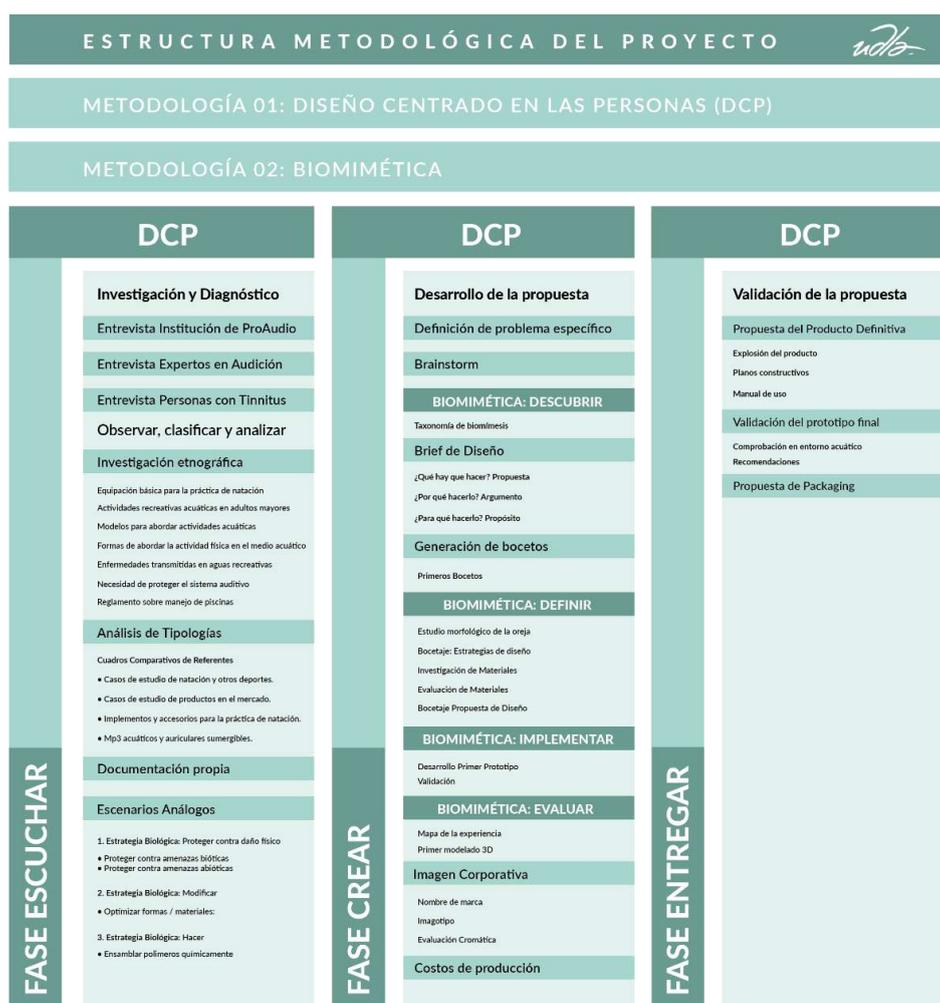 ESTRUCTURA METODOLÓGICA DEL PROYECTO
udla-
METODOLOGÍA 01: DISEÑO CENTRADO EN LAS PERSONAS (DCP)
METODOLOGÍA 02: BIOMIMÉTICA
DCP
Investigación y Diagnóstico
Entrevista Institución de ProAudio
Entrevista Expertos en Audición
Entrevista Personas con Tinnitus
Observar, clasificar y analizar
Investigación etnográfica
Equipación básica para la práctica de natación
Actividades recreativas acuáticas en adultos mayores
Modelos para abordar actividades acuáticas
Formas de abordar la actividad física en el medio acuático
Enfermedades transmitidas en aguas recreativas
Necesidad de proteger el sistema auditivo
Reglamento sobre manejo de piscinas
Análisis de Tipologías
Cuadros Comparativos de Referentes
• Casos de estudio de natación y otros deportes.
• Casos de estudio de productos en el mercado.
• Implementos y accesorios para la práctica de natación.
• Mp3 acuáticos y auriculares sumergibles.
Documentación propia
Escenarios Análogos
1. Estrategia Biológica: Proteger contra daño físico
• Proteger contra amenazas bióticas
• Proteger contra amenazas abióticas
2. Estrategia Biológica: Modificar
• Optimizar formas / materiales:
3. Estrategia Biológica: Hacer
• Ensamblar polímeros químicamente
FASE ESCUCHAR
DCP
Desarrollo de la propuesta
Definición de problema específico
Brainstorm
BIOMIMÉTICA: DESCUBRIR
Taxonomía de biomímesis
Brief de Diseño
¿Qué hay que hacer? Propuesta
¿Por qué hacerlo? Argumento
¿Para qué hacerlo? Propósito
Generación de bocetos
Primeros Bocetos
BIOMIMÉTICA: DEFINIR
Estudio morfológico de la oreja
Bocetaje: Estrategias de diseño
Investigación de Materiales
Evaluación de Materiales
Bocetaje Propuesta de Diseño
BIOMIMÉTICA: IMPLEMENTAR
Desarrollo Primer Prototipo
Validación
BIOMIMÉTICA: EVALUAR
Mapa de la experiencia
Primer modelado 3D
Imagen Corporativa
Nombre de marca
Imagotipo
Evaluación Cromática
Costos de producción
FASE CREAR
DCP
Validación de la propuesta
Propuesta del Producto Definitiva
Explosión del producto
Planos constructivos
Manual de uso
Validación del prototipo final
Comprobación en entorno acuático
Recomendaciones
Propuesta de Packaging
FASE ENTREGAR